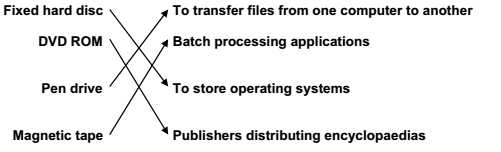 Fixed hard disc To transfer files from one computer to another
DVD ROM Batch processing applications
Pen drive To store operating systems
Magnetic tape Publishers distributing encyclopaedias